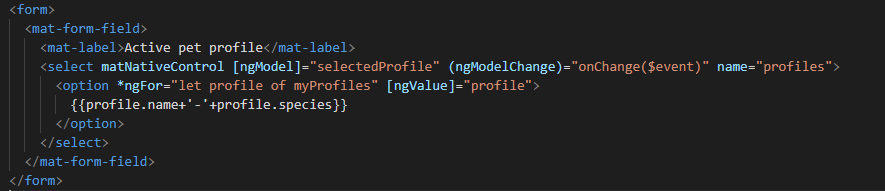 <form>
<mat-form-field>
<mat-label>Active pet profile</mat-label>
<select matNativeControl [ngModel]="selectedProfile" (ngModelChange)="onChange($event)" name="profiles">
<option *ngFor="let profile of myProfiles" [ngValue]="profile">
{{profile.name+'-'+profile.species}}
</option>
</select>
</mat-form-field>
</form>